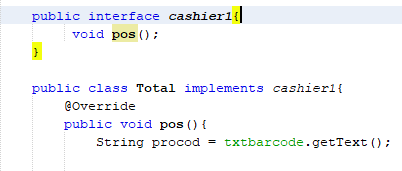 public interface cashier1{
void pos();
}
public class Total implements cashier1{
@Override
public void pos(){
String procod = txtbarcode.getText();